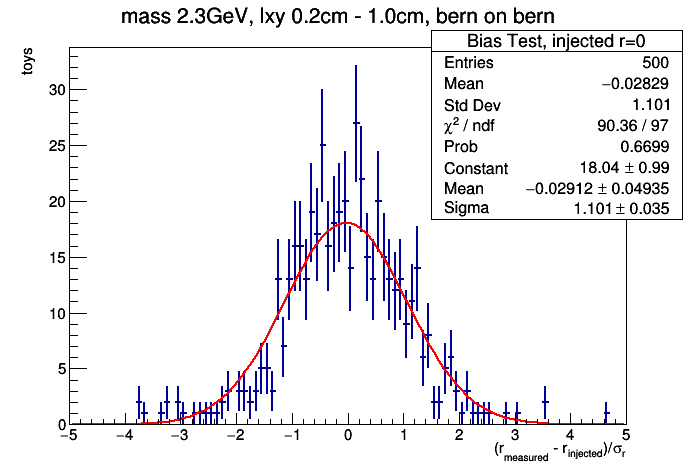 mass 2.3GeV, lxy 0.2cm - 1.0cm, bern on bern
toys
Bias Test, injected r=0
Entries 500
Mean −0.02829
Std Dev 1.101
χ² / ndf 90.36 / 97
Prob 0.6699
Constant 18.04 ± 0.99
Mean −0.02912 ± 0.04935
Sigma 1.101 ± 0.035
30
25
20
15
10
5
0
−5 −4 −3 −2 −1 0 1 2 3 4 5
(r_measured - r_injected)/σ_r